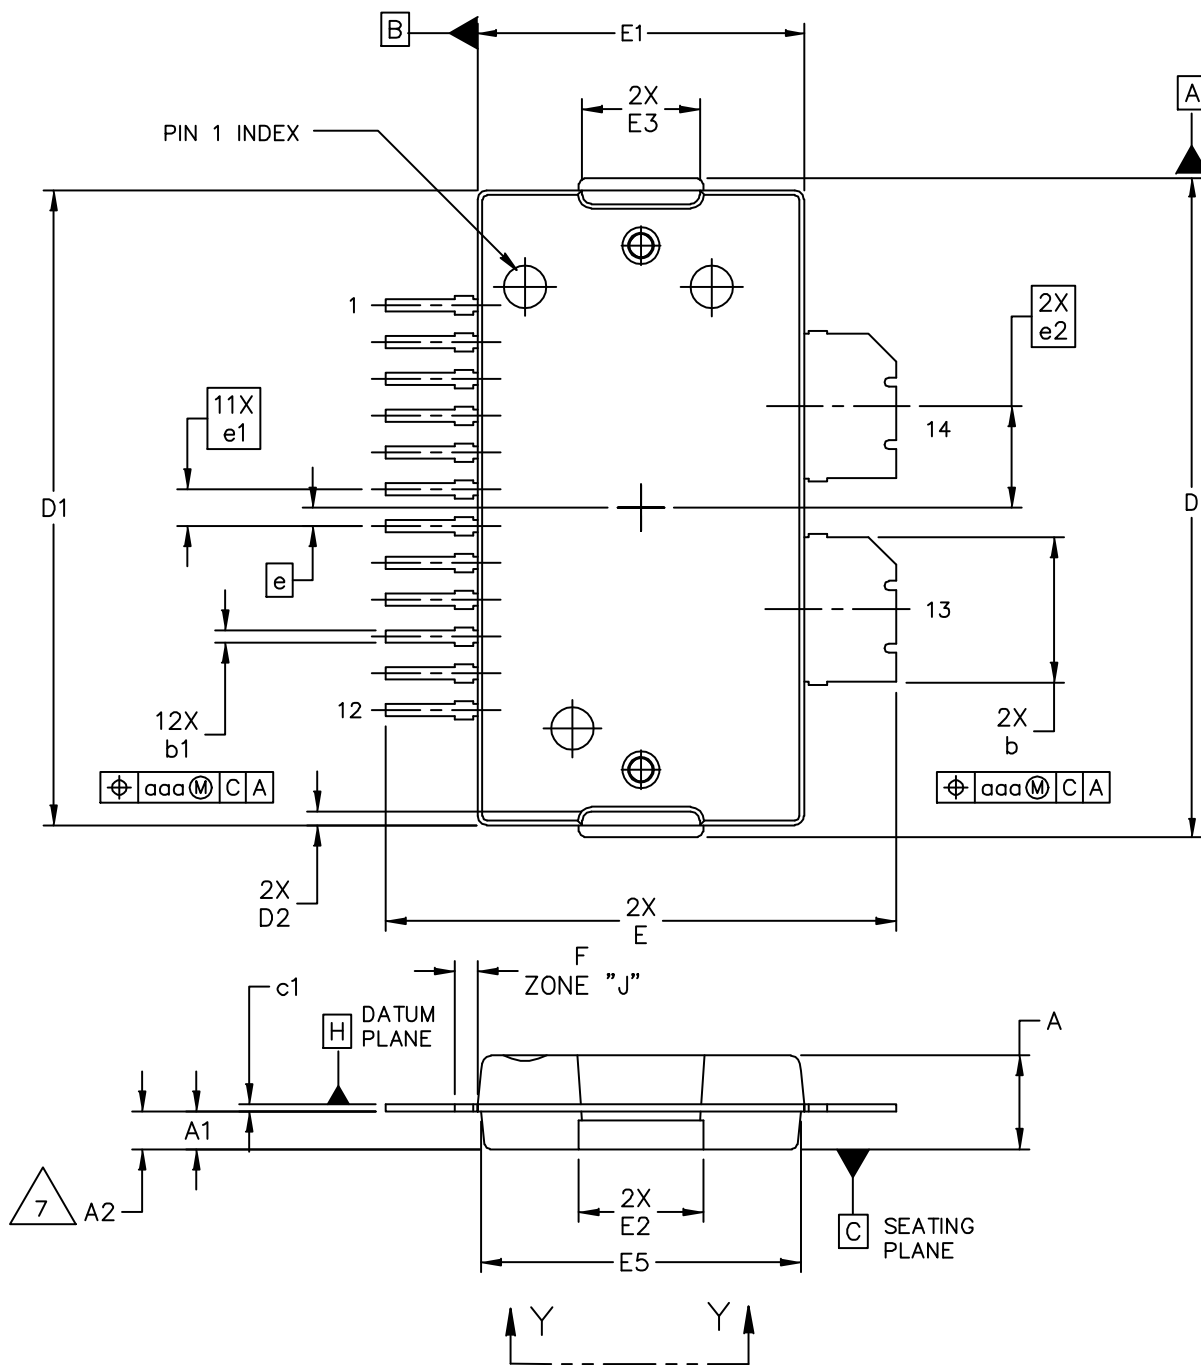 B
E1
2X
E3
A
PIN 1 INDEX
1
2X
e2
11X
e1
14
D1
D
e
13
12
12X
b1
2X
b
⌖ aaa Ⓜ C A
⌖ aaa Ⓜ C A
2X
D2
2X
E
F
ZONE "J"
c1
H
DATUM
PLANE
A
A1
7
A2
2X
E2
C
SEATING
PLANE
E5
Y
Y